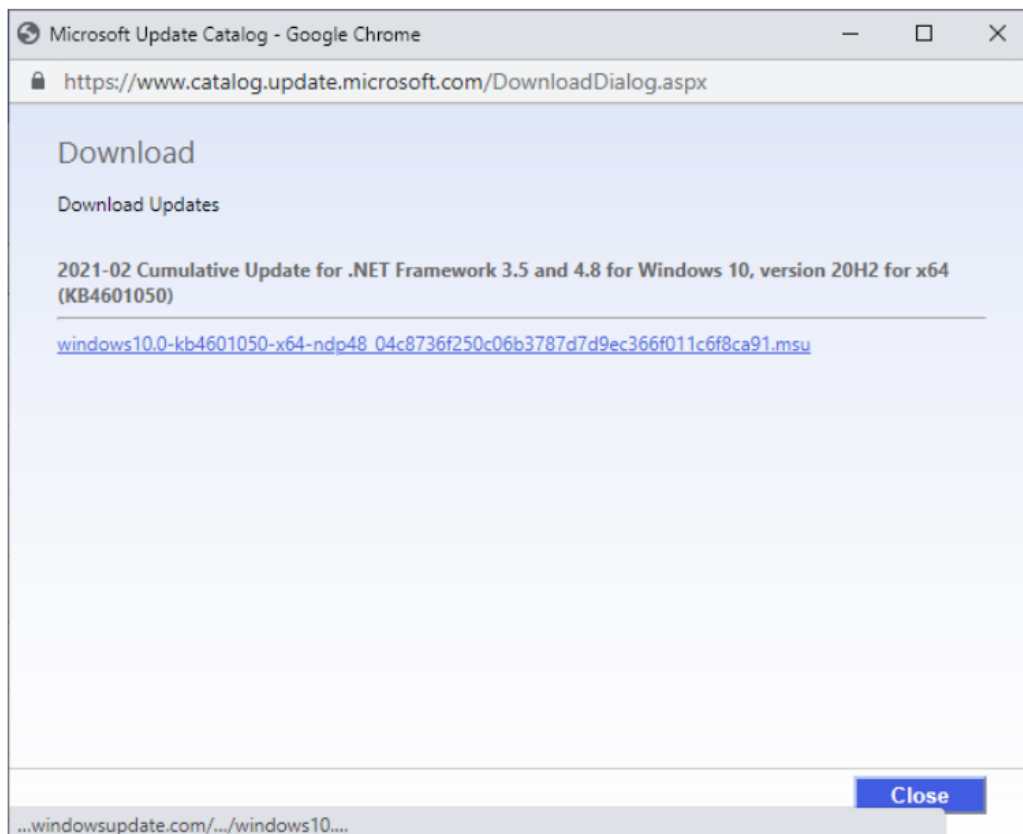 Microsoft Update Catalog - Google Chrome
https://www.catalog.update.microsoft.com/DownloadDialog.aspx
Download
Download Updates
2021-02 Cumulative Update for .NET Framework 3.5 and 4.8 for Windows 10, version 20H2 for x64
(KB4601050)
windows10.0-kb4601050-x64-ndp48_04c8736f250c06b3787d7d9ec366f011c6f8ca91.msu
Close
...windowsupdate.com/.../windows10....